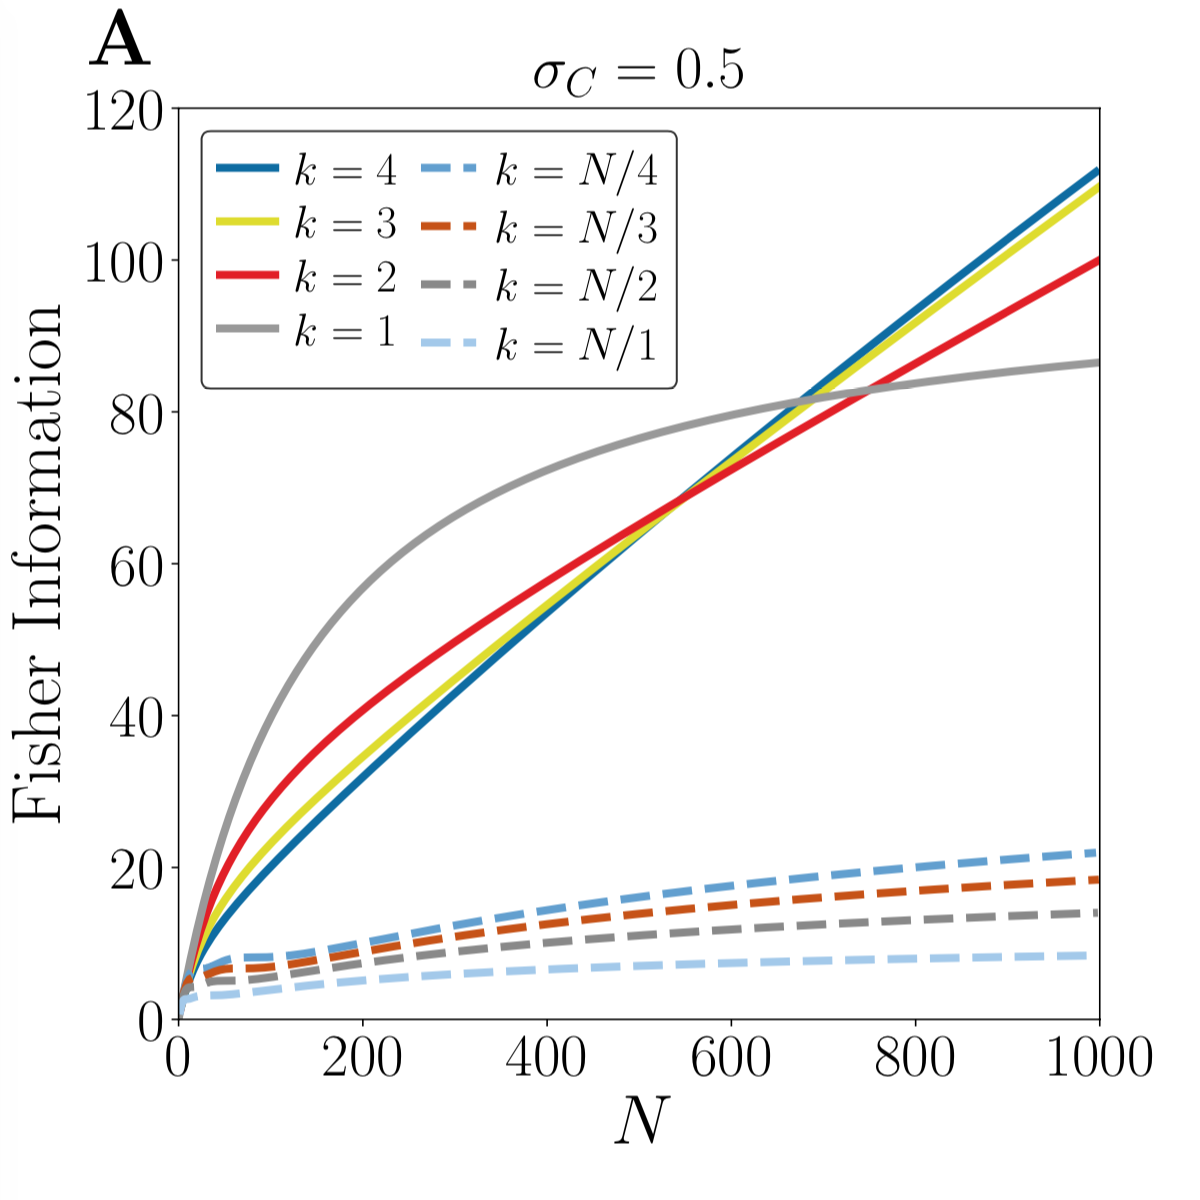 A
σ_C = 0.5
Fisher Information
120
100
80
60
40
20
0
k = 4
k = 3
k = 2
k = 1
k = N/4
k = N/3
k = N/2
k = N/1
0 200 400 600 800 1000
N